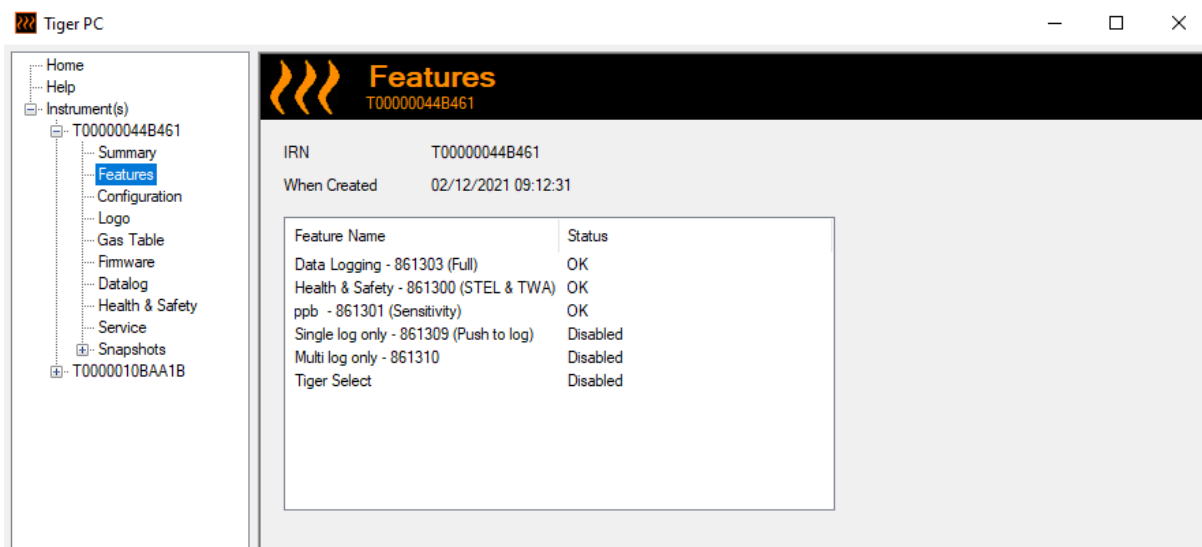 Tiger PC
Home
Help
Instrument(s)
T00000044B461
Summary
Features
Configuration
Logo
Gas Table
Firmware
Datalog
Health & Safety
Service
Snapshots
T0000010BAA1B
Features
T00000044B461
IRN T00000044B461
When Created 02/12/2021 09:12:31
Feature Name Status
Data Logging - 861303 (Full) OK
Health & Safety - 861300 (STEL & TWA) OK
ppb - 861301 (Sensitivity) OK
Single log only - 861309 (Push to log) Disabled
Multi log only - 861310 Disabled
Tiger Select Disabled